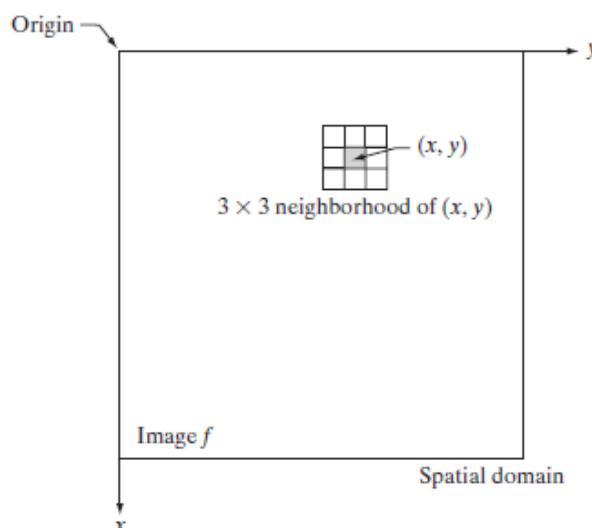 Origin
y
(x, y)
3 × 3 neighborhood of (x, y)
Image f
Spatial domain
x